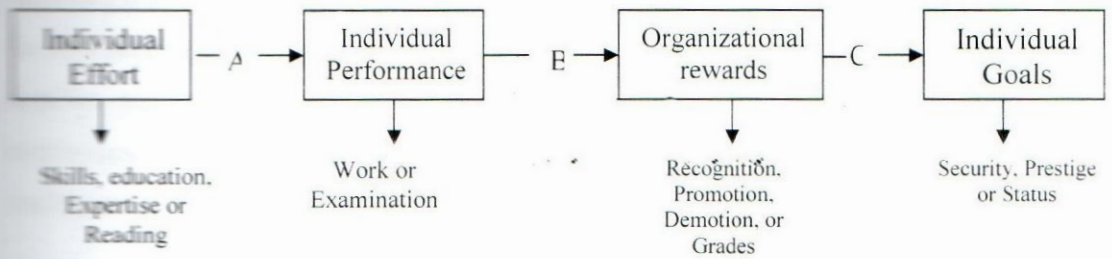 Individual
Effort
A
Individual
Performance
B
Organizational
rewards
C
Individual
Goals
Skills, education,
Expertise or
Reading
Work or
Examination
Recognition,
Promotion,
Demotion, or
Grades
Security, Prestige
or Status